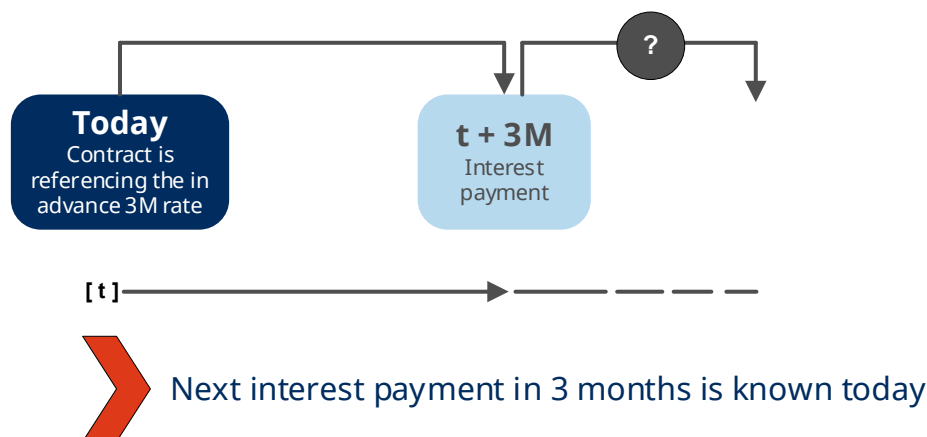 ?
Today
Contract is
referencing the in
advance 3M rate
t + 3M
Interest
payment
[ t ]
Next interest payment in 3 months is known today